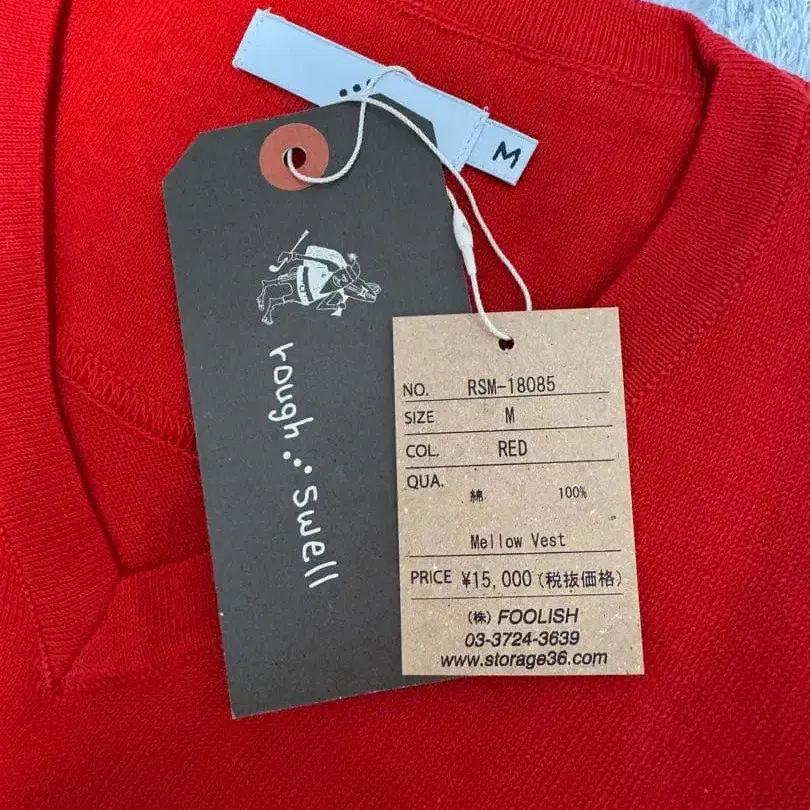 M
rough ∴ swell
NO. RSM-18085
SIZE M
COL. RED
QUA.
綿 100%
Mellow Vest
PRICE ¥15,000(税抜価格)
(株) FOOLISH
03-3724-3639
www.storage36.com